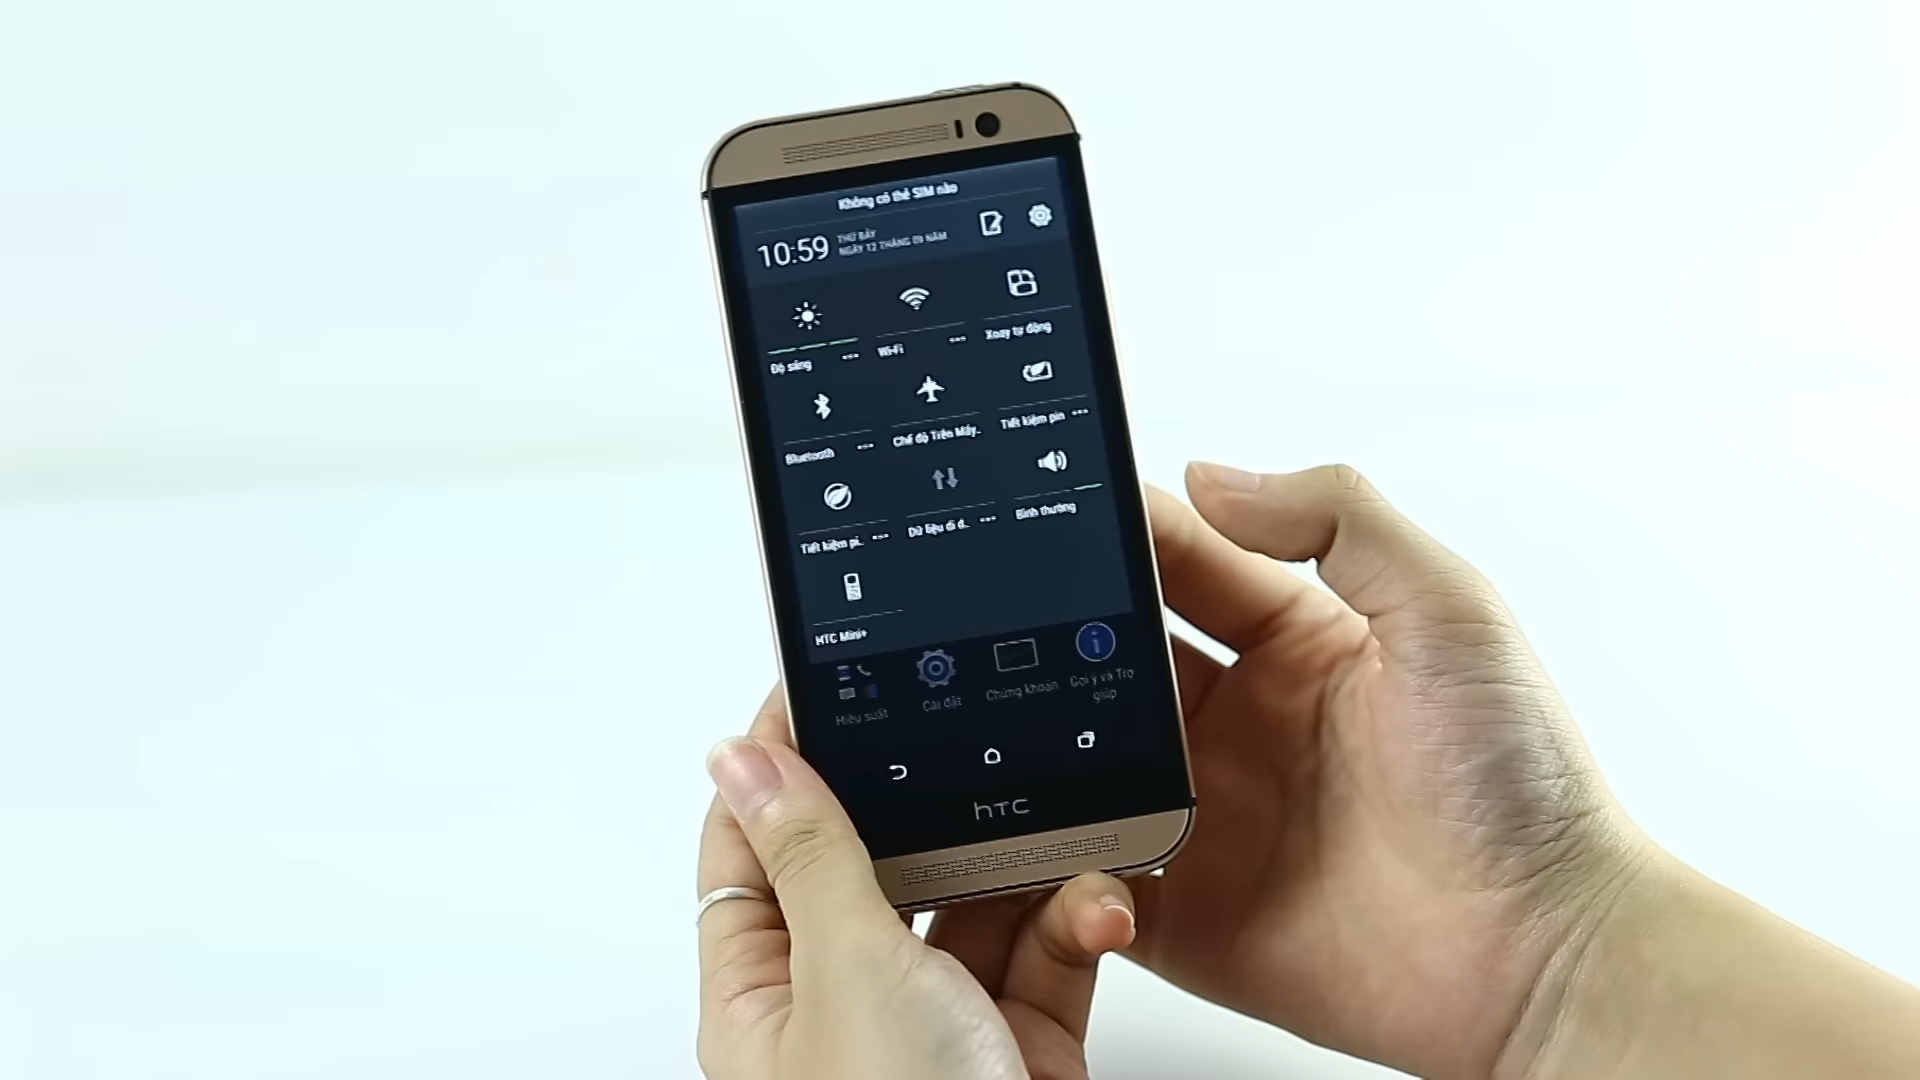 Không có thẻ SIM nào
10:59
THỨ BẢY
NGÀY 12 THÁNG 09 NĂM
Độ sáng
Wi-Fi
Xoay tự động
Bluetooth
Chế độ Trên Máy..
Tiết kiệm pin
Tiết kiệm pi..
Dữ liệu di đ..
Bình thường
HTC Mini+
Hiệu suất
Cài đặt
Chứng khoán
Gợi ý và Trợ
giúp
hTC